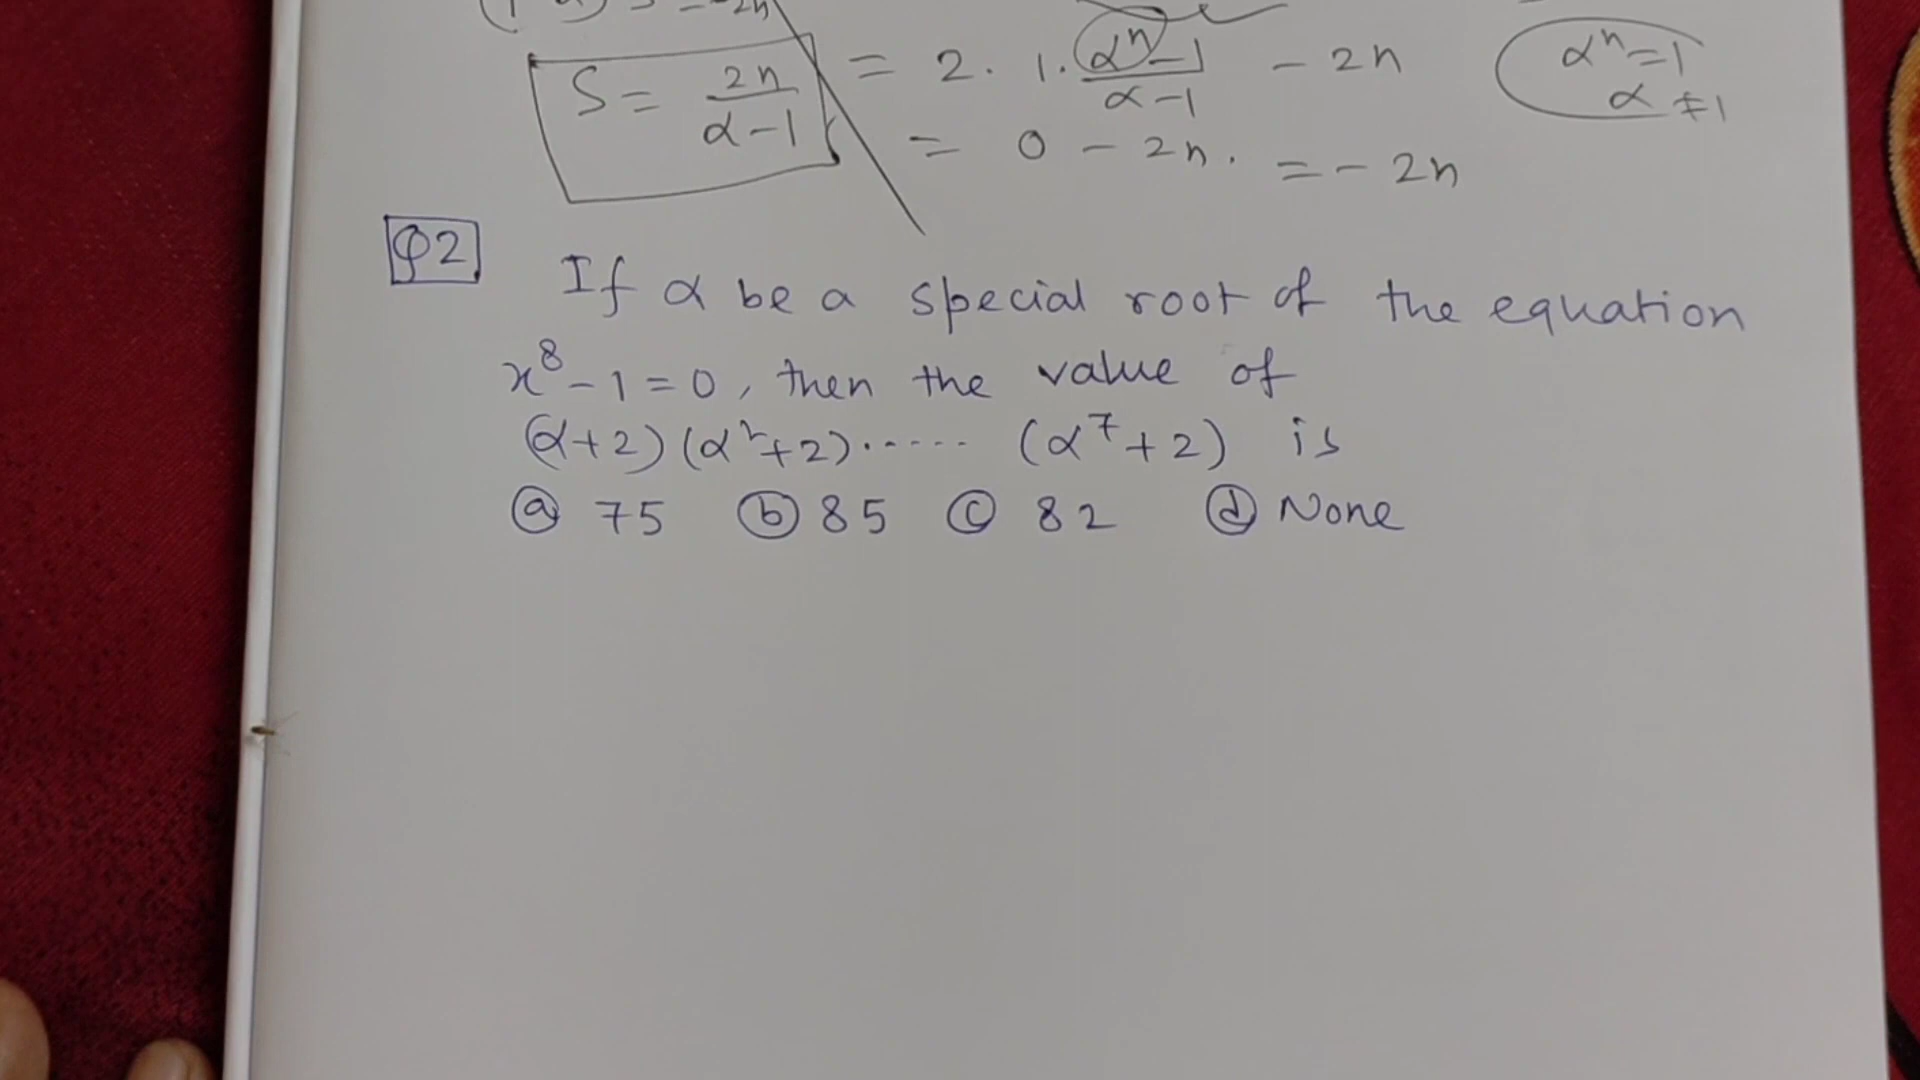 S = 2n/(α-1) = 2. 1. (αⁿ-1)/(α-1) - 2n αⁿ=1
α ≠1
= 0 - 2n. = - 2n
Q2
If α be a special root of the equation
x⁸-1=0, then the value of
(α+2)(α²+2)...... (α⁷+2) is
ⓐ 75 ⓑ 85 ⓒ 82 ⓓ None